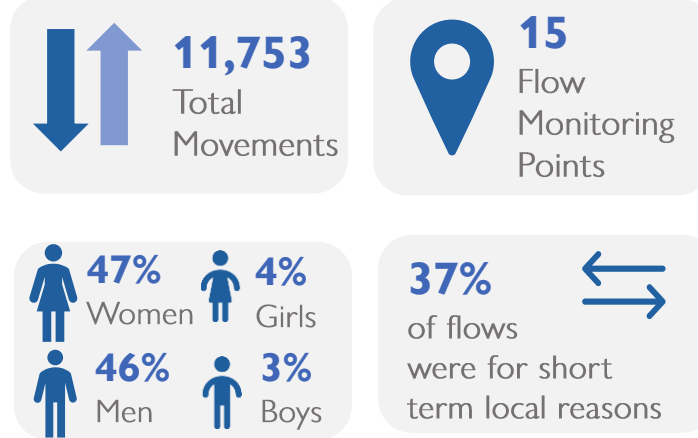 11,753
Total
Movements
15
Flow
Monitoring
Points
47%
Women
4%
Girls
46%
Men
3%
Boys
37%
of flows
were for short
term local reasons